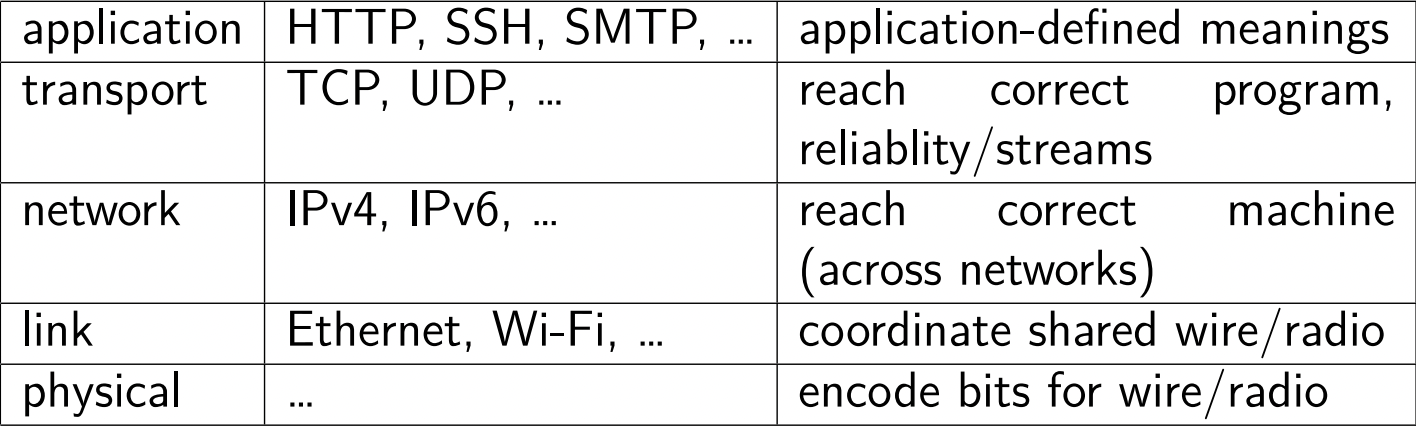 application HTTP, SSH, SMTP, … application-defined meanings
transport TCP, UDP, … reach correct program,
reliablity/streams
network IPv4, IPv6, … reach correct machine
(across networks)
link Ethernet, Wi-Fi, … coordinate shared wire/radio
physical … encode bits for wire/radio